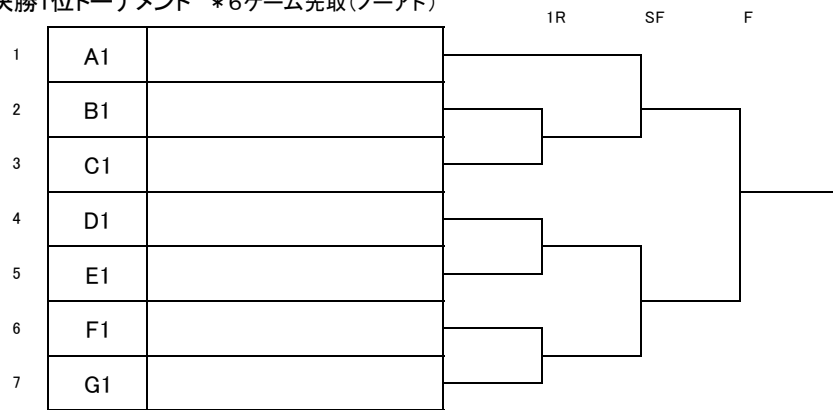 決勝1位トーナメント *6ゲーム先取(ノーアド)
1R SF F
1 A1
2 B1
3 C1
4 D1
5 E1
6 F1
7 G1